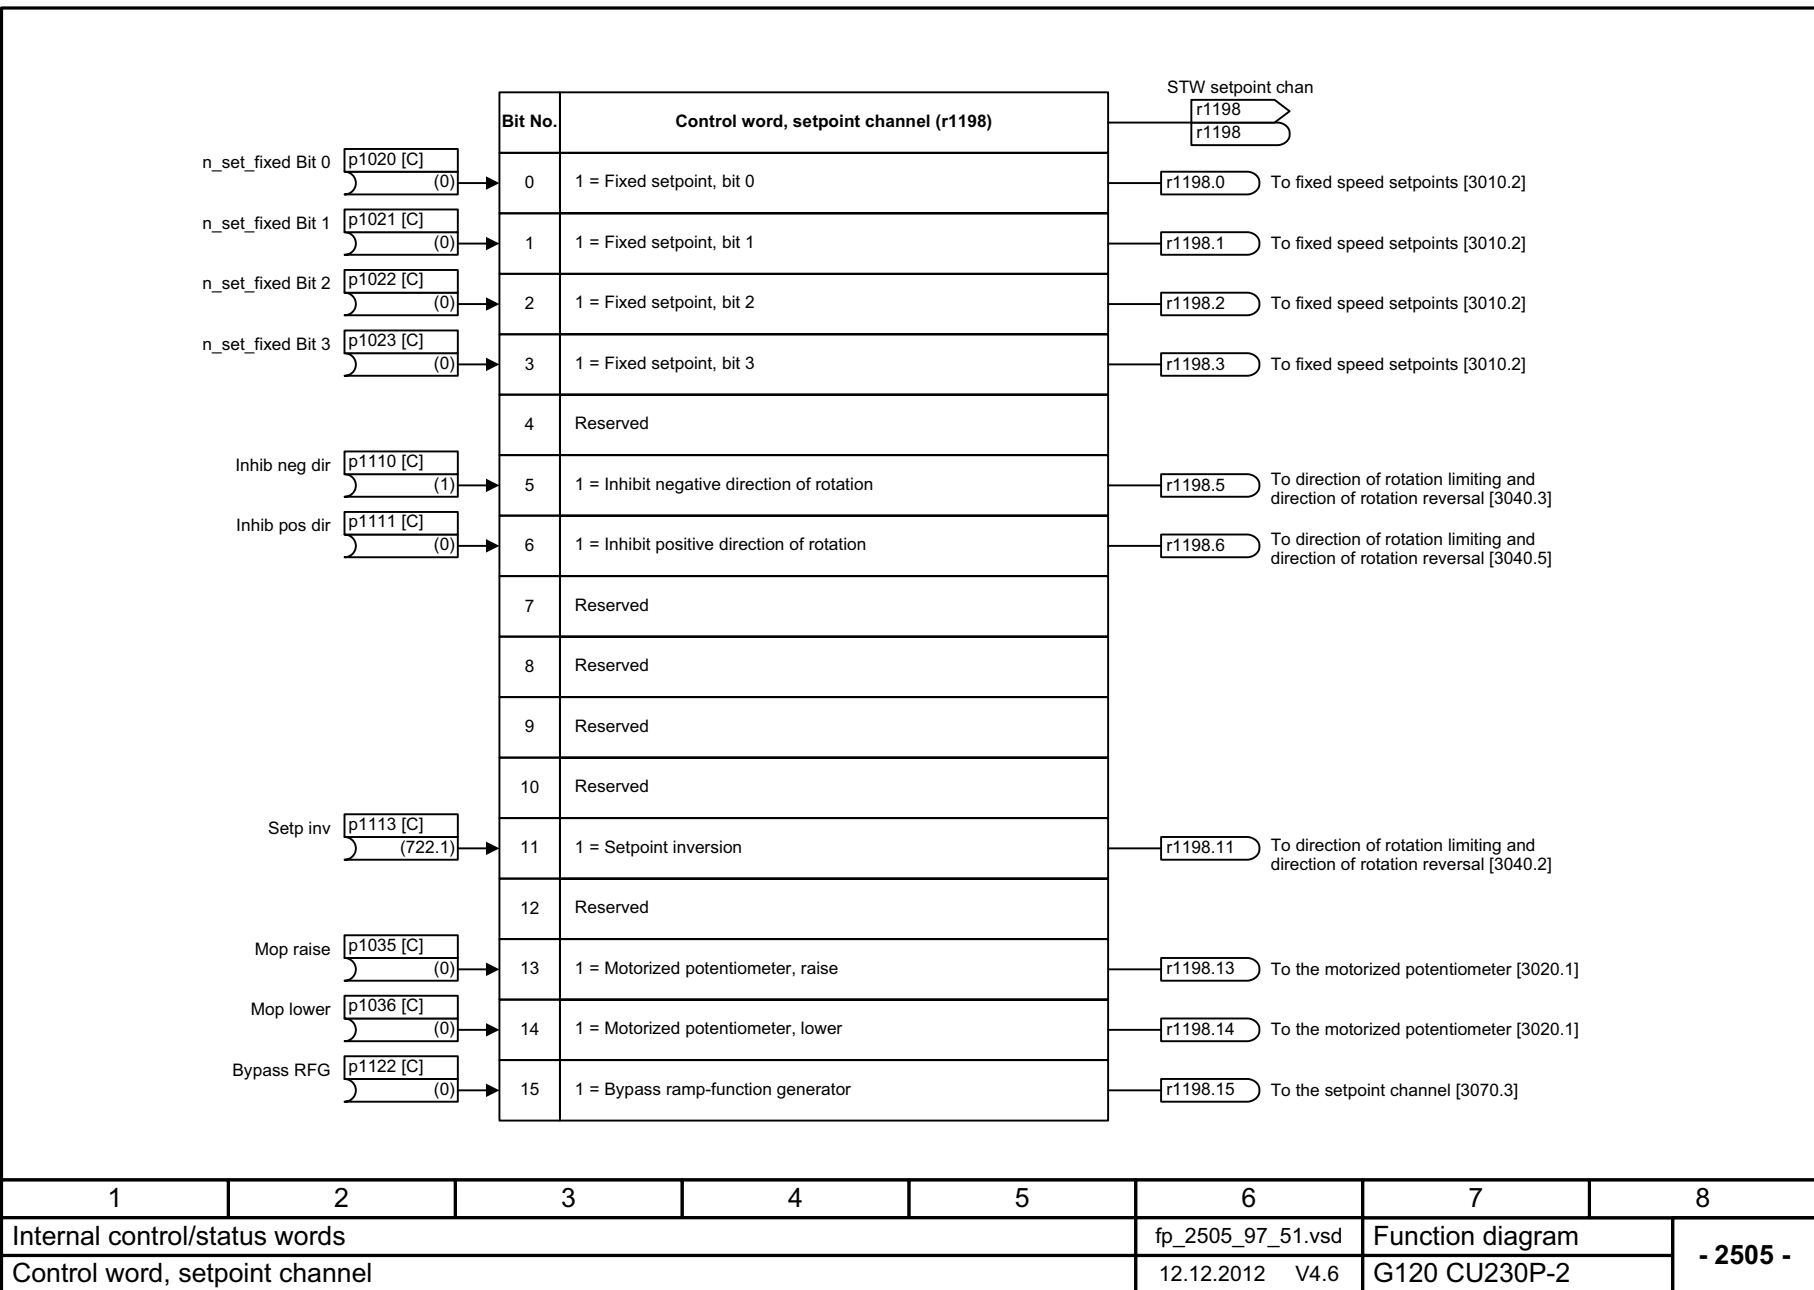 STW setpoint chan
r1198
r1198
Bit No. Control word, setpoint channel (r1198)
n_set_fixed Bit 0 p1020 [C]
(0) 0 1 = Fixed setpoint, bit 0 r1198.0 To fixed speed setpoints [3010.2]
n_set_fixed Bit 1 p1021 [C]
(0) 1 1 = Fixed setpoint, bit 1 r1198.1 To fixed speed setpoints [3010.2]
n_set_fixed Bit 2 p1022 [C]
(0) 2 1 = Fixed setpoint, bit 2 r1198.2 To fixed speed setpoints [3010.2]
n_set_fixed Bit 3 p1023 [C]
(0) 3 1 = Fixed setpoint, bit 3 r1198.3 To fixed speed setpoints [3010.2]
4 Reserved
Inhib neg dir p1110 [C]
(1) 5 1 = Inhibit negative direction of rotation r1198.5 To direction of rotation limiting and
direction of rotation reversal [3040.3]
Inhib pos dir p1111 [C]
(0) 6 1 = Inhibit positive direction of rotation r1198.6 To direction of rotation limiting and
direction of rotation reversal [3040.5]
7 Reserved
8 Reserved
9 Reserved
10 Reserved
Setp inv p1113 [C]
(722.1) 11 1 = Setpoint inversion r1198.11 To direction of rotation limiting and
direction of rotation reversal [3040.2]
12 Reserved
Mop raise p1035 [C]
(0) 13 1 = Motorized potentiometer, raise r1198.13 To the motorized potentiometer [3020.1]
Mop lower p1036 [C]
(0) 14 1 = Motorized potentiometer, lower r1198.14 To the motorized potentiometer [3020.1]
Bypass RFG p1122 [C]
(0) 15 1 = Bypass ramp-function generator r1198.15 To the setpoint channel [3070.3]
1 2 3 4 5 6 7 8
Internal control/status words fp_2505_97_51.vsd Function diagram - 2505 -
Control word, setpoint channel 12.12.2012 V4.6 G120 CU230P-2